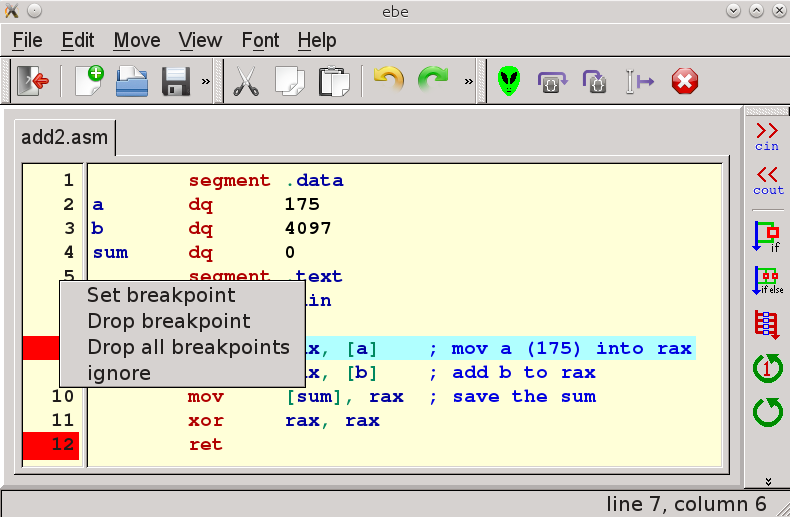 ebe
File Edit Move View Font Help
» »
add2.asm
>> cin
<< cout
if
if else
1
1 segment .data
2 a dq 175
3 b dq 4097
4 sum dq 0
5 segment .text
Set breakpoint
Drop breakpoint
Drop all breakpoints
ignore
in
x, [a] ; mov a (175) into rax
x, [b] ; add b to rax
10 mov [sum], rax ; save the sum
11 xor rax, rax
12 ret
line 7, column 6